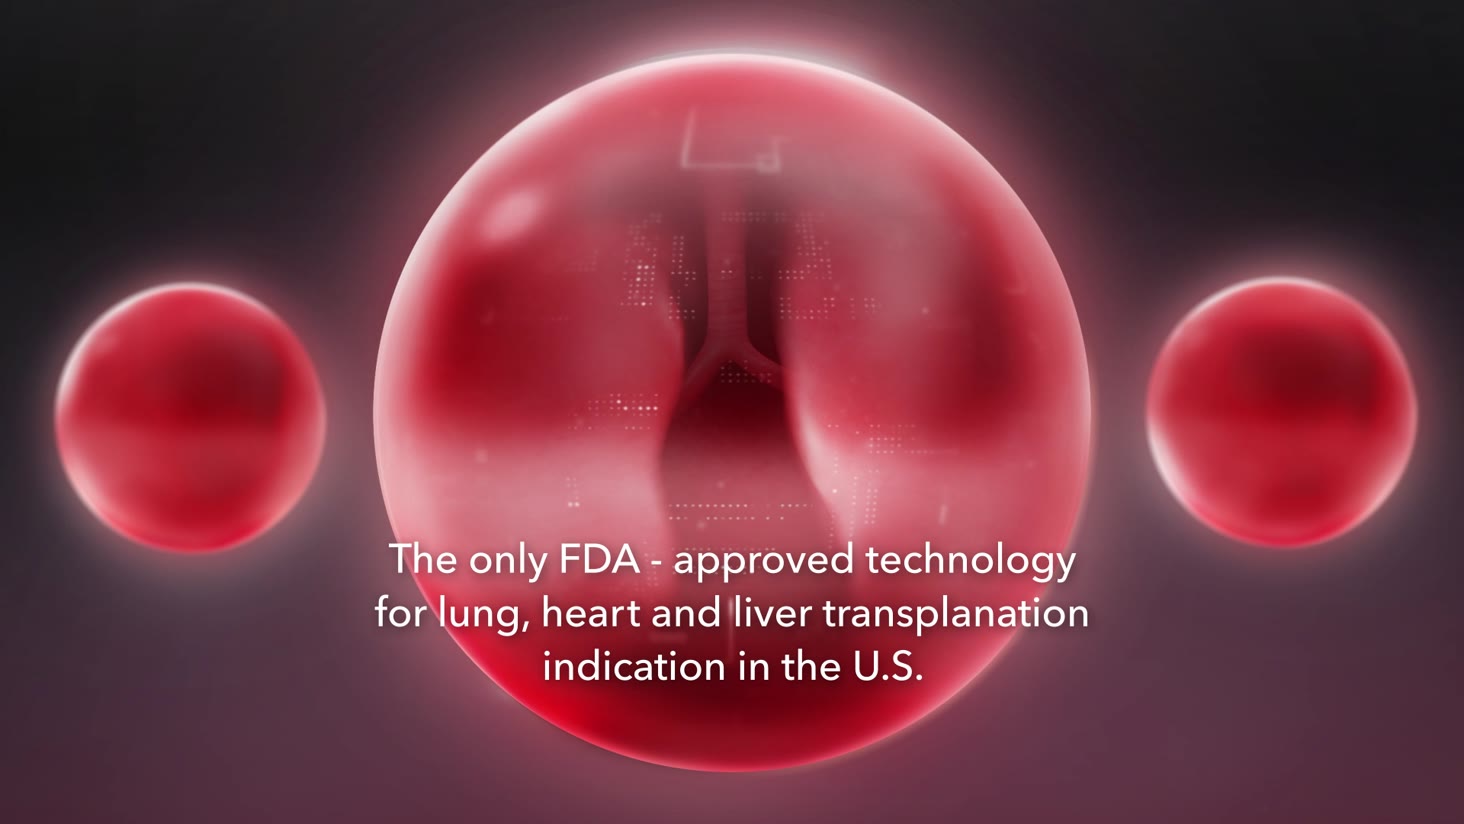 The only FDA - approved technology
for lung, heart and liver transplanation
indication in the U.S.